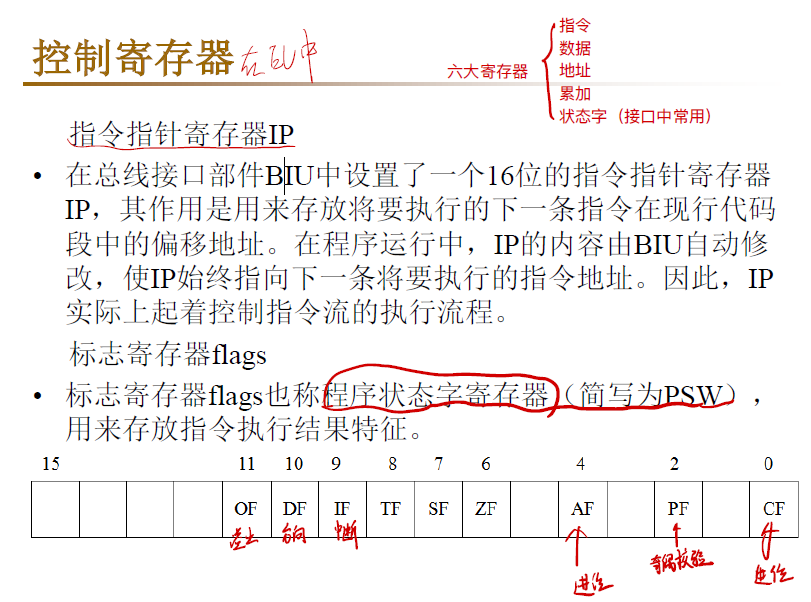 控制寄存器 在BIU中
六大寄存器
指令
数据
地址
累加
状态字（接口中常用）
指令指针寄存器IP
• 在总线接口部件BIU中设置了一个16位的指令指针寄存器
IP，其作用是用来存放将要执行的下一条指令在现行代码
段中的偏移地址。在程序运行中，IP的内容由BIU自动修
改，使IP始终指向下一条将要执行的指令地址。因此，IP
实际上起着控制指令流的执行流程。
标志寄存器flags
• 标志寄存器flags也称程序状态字寄存器（简写为PSW），
用来存放指令执行结果特征。
15 11 10 9 8 7 6 4 2 0
OF DF IF TF SF ZF AF PF CF
溢出 方向 中断
进位 奇偶校验 进位